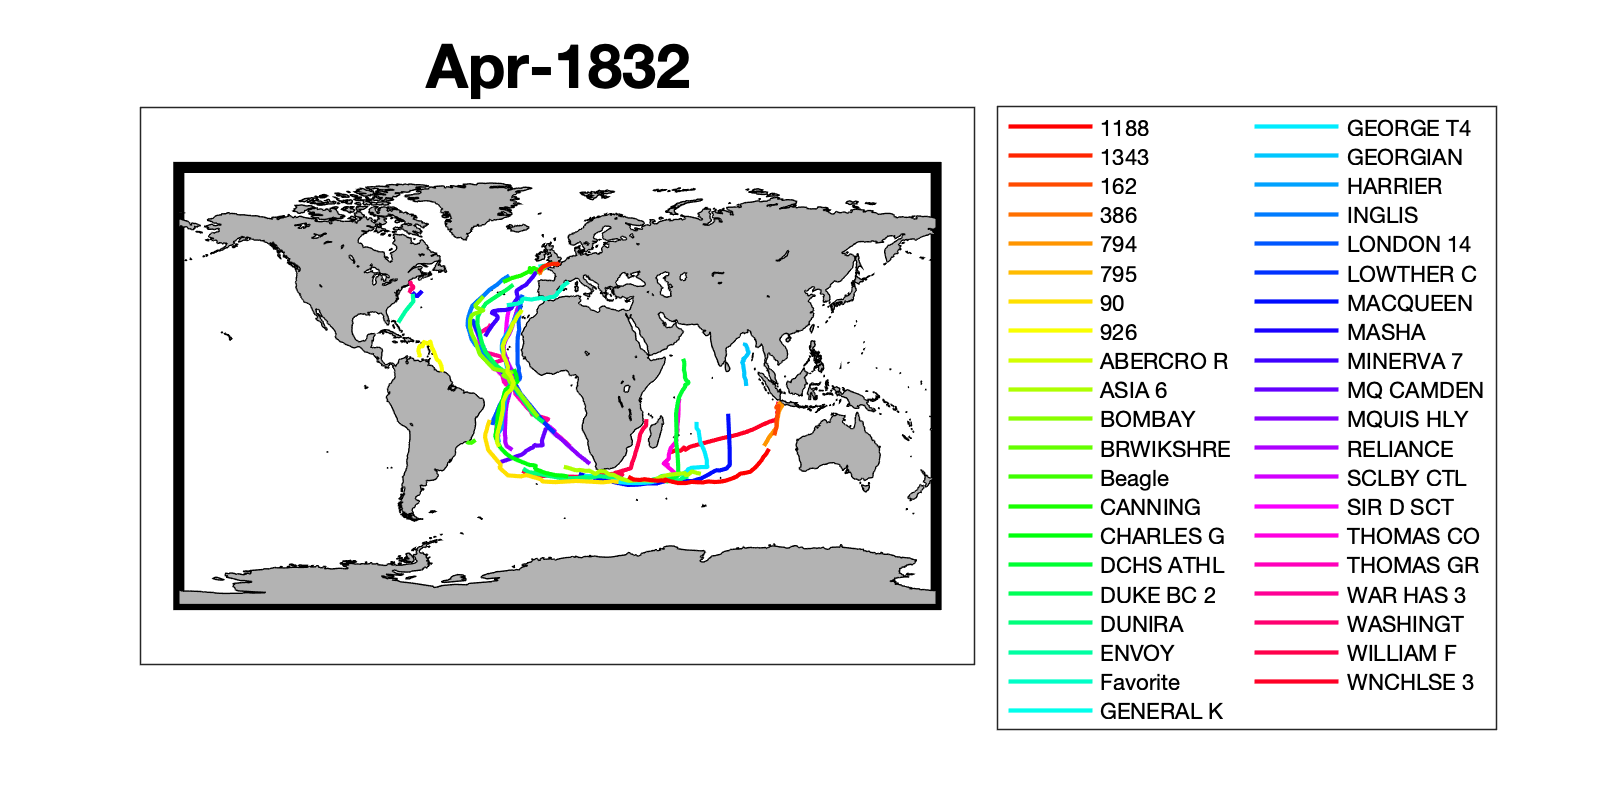 Apr-1832
1188
1343
162
386
794
795
90
926
ABERCRO R
ASIA 6
BOMBAY
BRWIKSHRE
Beagle
CANNING
CHARLES G
DCHS ATHL
DUKE BC 2
DUNIRA
ENVOY
Favorite
GENERAL K
GEORGE T4
GEORGIAN
HARRIER
INGLIS
LONDON 14
LOWTHER C
MACQUEEN
MASHA
MINERVA 7
MQ CAMDEN
MQUIS HLY
RELIANCE
SCLBY CTL
SIR D SCT
THOMAS CO
THOMAS GR
WAR HAS 3
WASHINGT
WILLIAM F
WNCHLSE 3